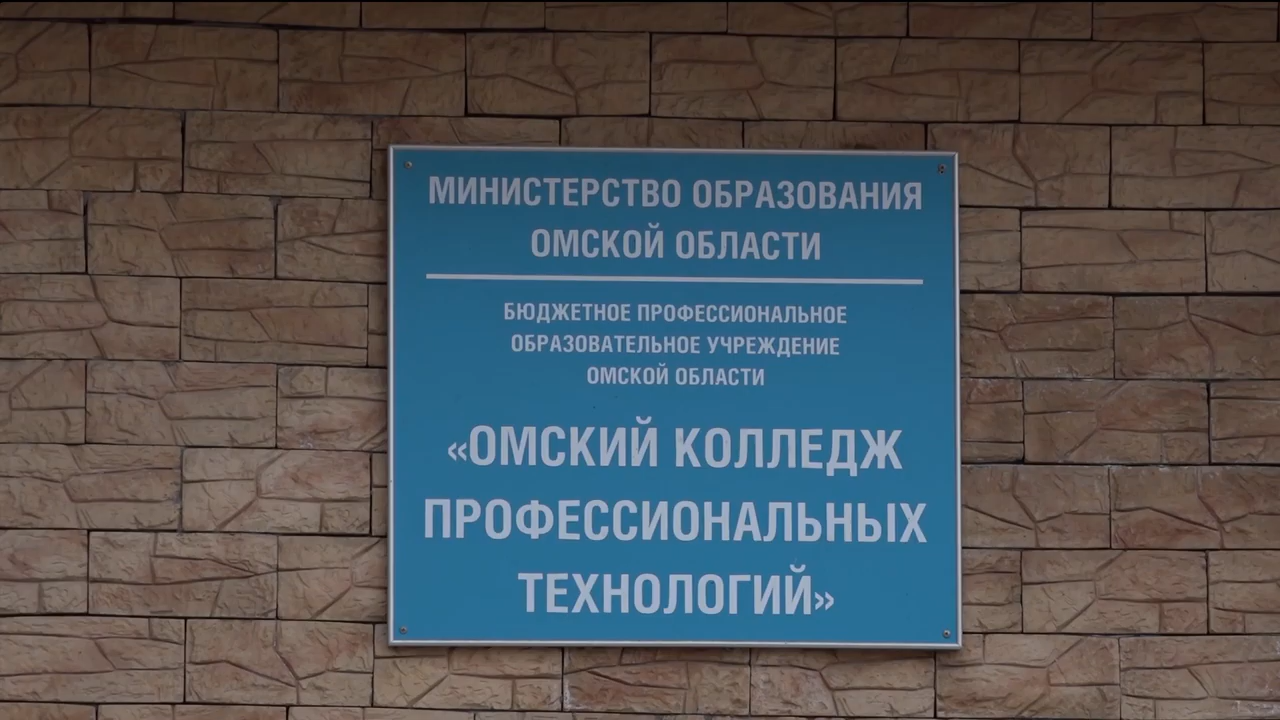 МИНИСТЕРСТВО ОБРАЗОВАНИЯ
ОМСКОЙ ОБЛАСТИ
БЮДЖЕТНОЕ ПРОФЕССИОНАЛЬНОЕ
ОБРАЗОВАТЕЛЬНОЕ УЧРЕЖДЕНИЕ
ОМСКОЙ ОБЛАСТИ
«ОМСКИЙ КОЛЛЕДЖ
ПРОФЕССИОНАЛЬНЫХ
ТЕХНОЛОГИЙ»